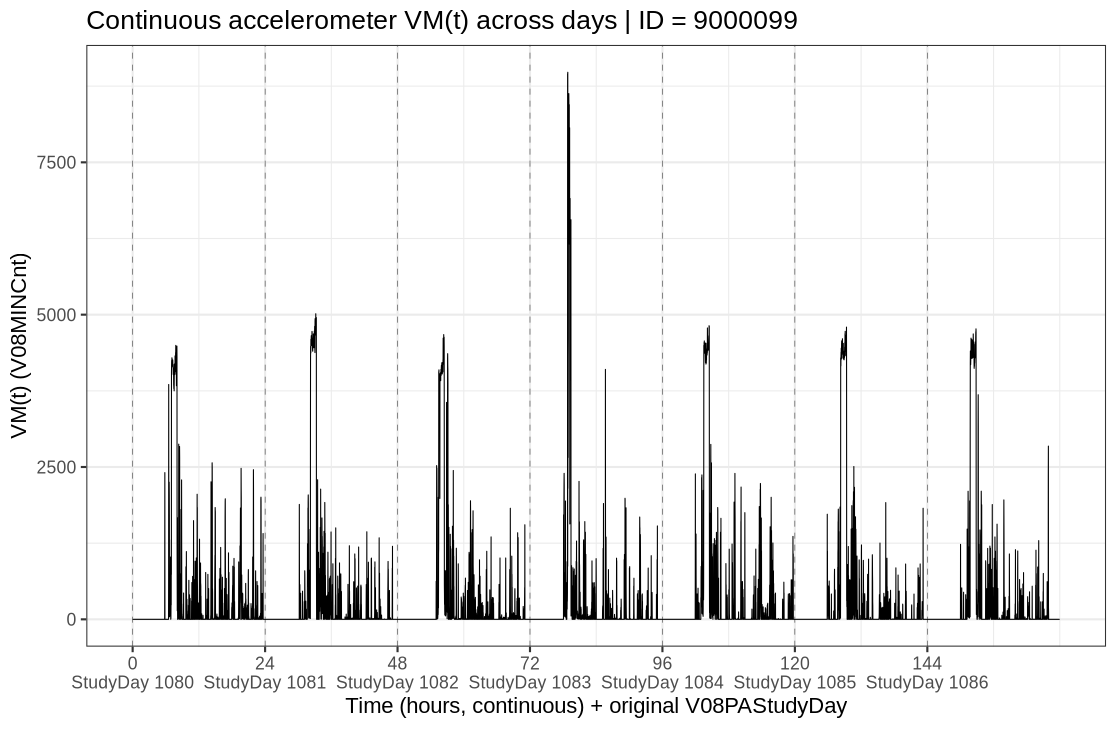 Continuous accelerometer VM(t) across days | ID = 9000099
VM(t) (V08MINCnt)
7500
5000
2500
0
0 24 48 72 96 120 144
StudyDay 1080 StudyDay 1081 StudyDay 1082 StudyDay 1083 StudyDay 1084 StudyDay 1085 StudyDay 1086
Time (hours, continuous) + original V08PAStudyDay